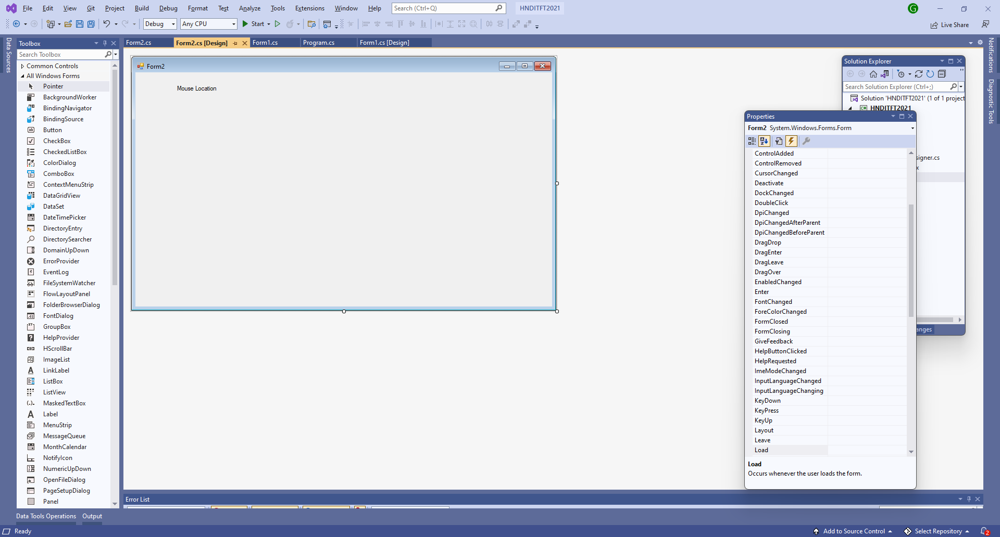 File Edit View Git Project Build Debug Format Test Analyze Tools Extensions Window Help Search (Ctrl+Q) HNDITFT2021 G
Debug Any CPU Start Live Share
Data Sources
Toolbox
Search Toolbox
Common Controls
All Windows Forms
Pointer
BackgroundWorker
BindingNavigator
BindingSource
Button
CheckBox
CheckedListBox
ColorDialog
ComboBox
ContextMenuStrip
DataGridView
DataSet
DateTimePicker
DirectoryEntry
DirectorySearcher
DomainUpDown
ErrorProvider
EventLog
FileSystemWatcher
FlowLayoutPanel
FolderBrowserDialog
FontDialog
GroupBox
HelpProvider
HScrollBar
ImageList
LinkLabel
ListBox
ListView
MaskedTextBox
Label
MenuStrip
MessageQueue
MonthCalendar
NotifyIcon
NumericUpDown
OpenFileDialog
PageSetupDialog
Panel
Form2.cs Form2.cs [Design] Form1.cs Program.cs Form1.cs [Design]
Form2
Mouse Location
Solution Explorer
Search Solution Explorer (Ctrl+;)
Solution 'HNDITFT2021' (1 of 1 project
HNDITFT2021
signer.cs
x
anges
Properties
Form2 System.Windows.Forms.Form
ControlAdded
ControlRemoved
CursorChanged
Deactivate
DockChanged
DoubleClick
DpiChanged
DpiChangedAfterParent
DpiChangedBeforeParent
DragDrop
DragEnter
DragLeave
DragOver
EnabledChanged
Enter
FontChanged
ForeColorChanged
FormClosed
FormClosing
GiveFeedback
HelpButtonClicked
HelpRequested
ImeModeChanged
InputLanguageChanged
InputLanguageChanging
KeyDown
KeyPress
KeyUp
Layout
Leave
Load
Load
Occurs whenever the user loads the form.
Notifications
Diagnostic Tools
Error List
Data Tools Operations Output
Ready Add to Source Control Select Repository 2